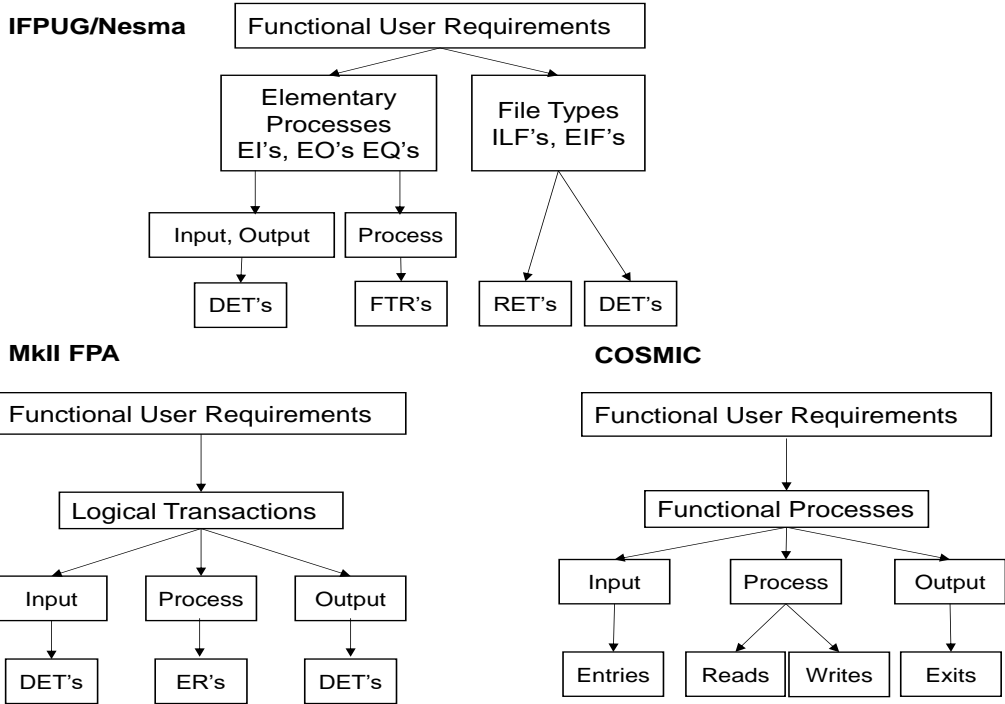 IFPUG/Nesma
Functional User Requirements
Elementary
Processes
EI's, EO's EQ's
File Types
ILF's, EIF's
Input, Output
Process
DET's
FTR's
RET's
DET's
MkII FPA
Functional User Requirements
Logical Transactions
Input
Process
Output
DET's
ER's
DET's
COSMIC
Functional User Requirements
Functional Processes
Input
Process
Output
Entries
Reads
Writes
Exits